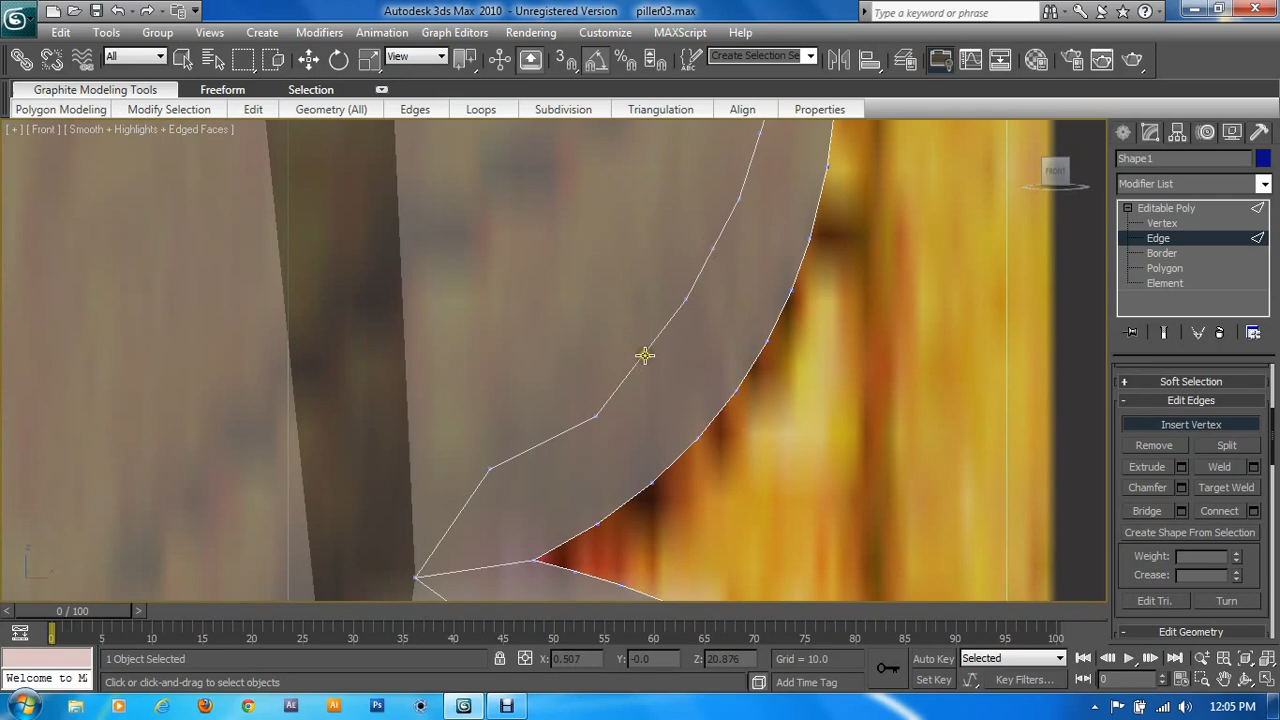 Autodesk 3ds Max 2010 - Unregistered Version piller03.max
Type a keyword or phrase
Edit Tools Group Views Create Modifiers Animation Graph Editors Rendering Customize MAXScript Help
All View Create Selection Se
Graphite Modeling Tools Freeform Selection
Polygon Modeling Modify Selection Edit Geometry (All) Edges Loops Subdivision Triangulation Align Properties
[ + ] [ Front ] [ Smooth + Highlights + Edged Faces ]
FRONT
Shape1
Modifier List
Editable Poly
Vertex
Edge
Border
Polygon
Element
+ Soft Selection
- Edit Edges
Insert Vertex
Remove Split
Extrude Weld
Chamfer Target Weld
Bridge Connect
Create Shape From Selection
Weight:
Crease:
Edit Tri. Turn
- Edit Geometry
< 0 / 100 >
0 5 10 15 20 25 30 35 40 45 50 55 60 65 70 75 80 85 90 95 100
1 Object Selected X: 0.507 Y: -0.0 Z: 20.876 Grid = 10.0 Auto Key Selected
Welcome to M Click or click-and-drag to select objects Add Time Tag Set Key Key Filters... 0
Ae Ai Ps 12:05 PM